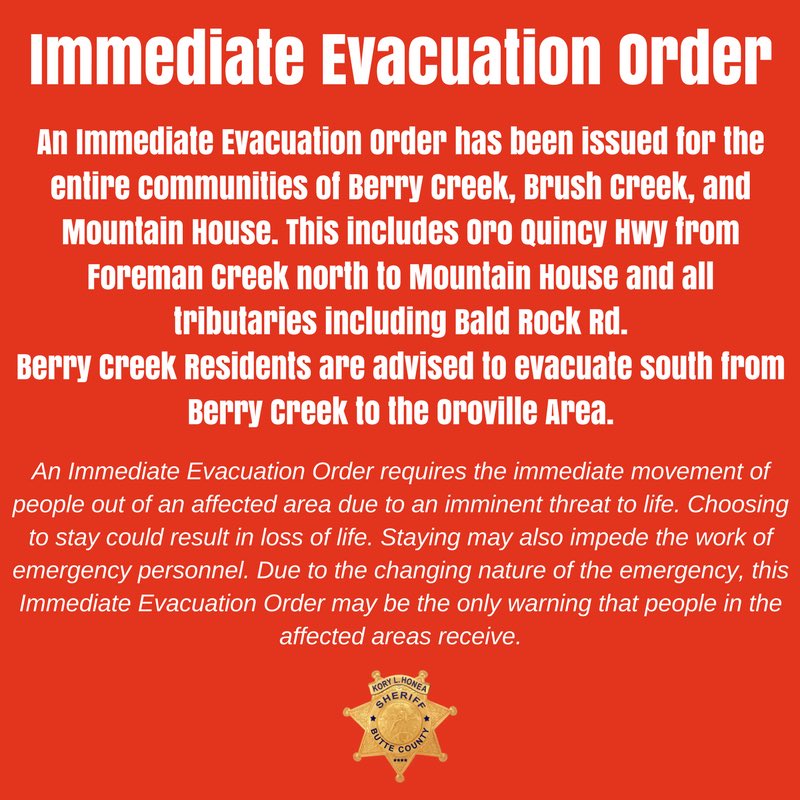 Immediate Evacuation Order
An Immediate Evacuation Order has been issued for the
entire communities of Berry Creek, Brush Creek, and
Mountain House. This includes Oro Quincy Hwy from
Foreman Creek north to Mountain House and all
tributaries including Bald Rock Rd.
Berry Creek Residents are advised to evacuate south from
Berry Creek to the Oroville Area.
An Immediate Evacuation Order requires the immediate movement of
people out of an affected area due to an imminent threat to life. Choosing
to stay could result in loss of life. Staying may also impede the work of
emergency personnel. Due to the changing nature of the emergency, this
Immediate Evacuation Order may be the only warning that people in the
affected areas receive.
KORY L. HONEA
SHERIFF
BUTTE COUNTY